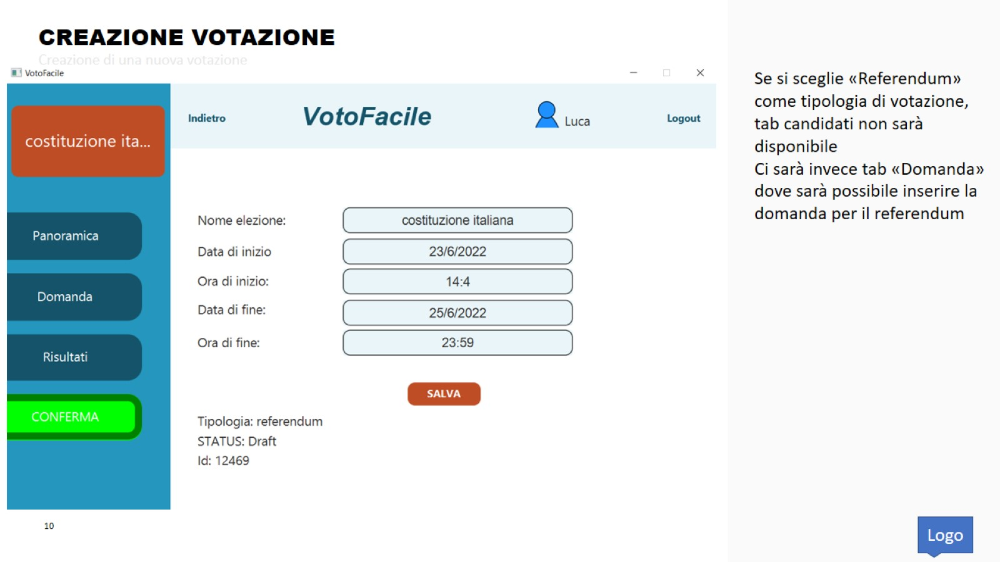 CREAZIONE VOTAZIONE
Creazione di una nuova votazione
VotoFacile
costituzione ita...
Indietro
VotoFacile
Luca
Logout
Panoramica
Domanda
Risultati
CONFERMA
Nome elezione:
costituzione italiana
Data di inizio
23/6/2022
Ora di inizio:
14:4
Data di fine:
25/6/2022
Ora di fine:
23:59
SALVA
Tipologia: referendum
STATUS: Draft
Id: 12469
Se si sceglie «Referendum»
come tipologia di votazione,
tab candidati non sarà
disponibile
Ci sarà invece tab «Domanda»
dove sarà possibile inserire la
domanda per il referendum
10
Logo